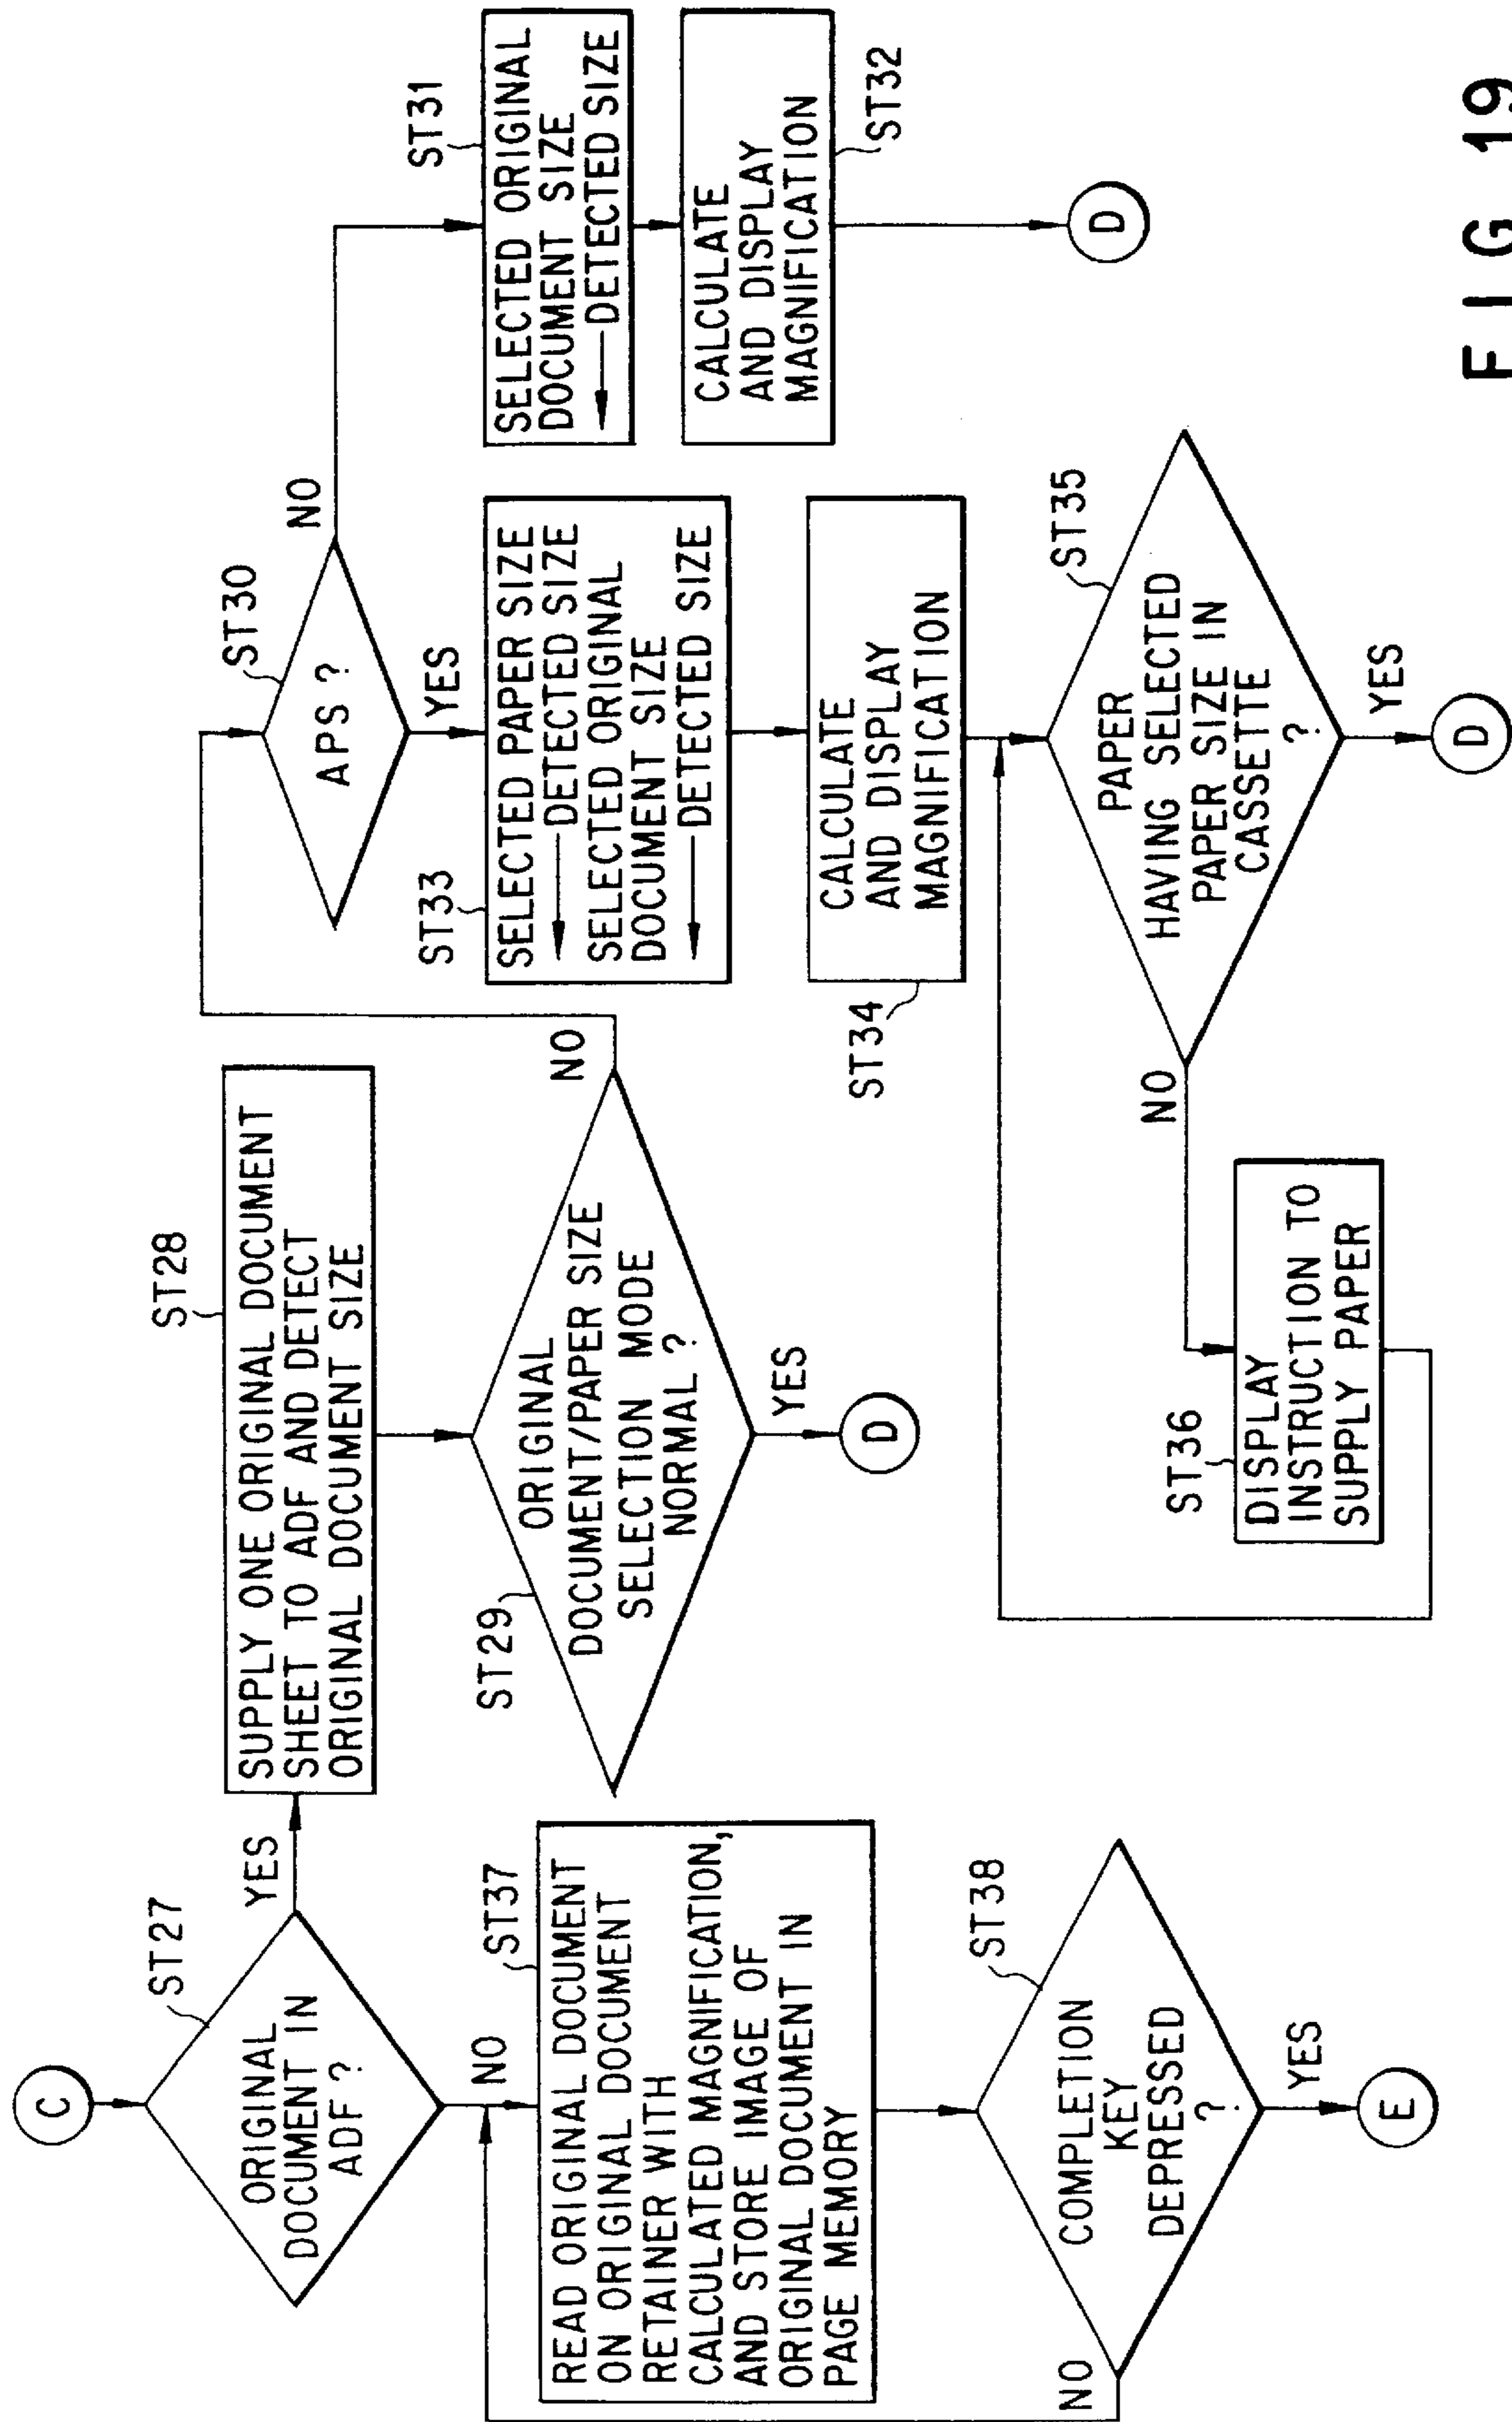 C
ST27
ORIGINAL
DOCUMENT IN
ADF ?
YES
NO
ST28
SUPPLY ONE ORIGINAL DOCUMENT
SHEET TO ADF AND DETECT
ORIGINAL DOCUMENT SIZE
ST29
ORIGINAL
DOCUMENT/PAPER SIZE
SELECTION MODE
NORMAL ?
NO
YES
D
ST30
APS ?
NO
YES
ST31
SELECTED ORIGINAL
DOCUMENT SIZE
← DETECTED SIZE
CALCULATE
AND DISPLAY
MAGNIFICATION
ST32
D
ST33
SELECTED PAPER SIZE
← DETECTED SIZE
SELECTED ORIGINAL
DOCUMENT SIZE
← DETECTED SIZE
CALCULATE
AND DISPLAY
MAGNIFICATION
ST34
ST35
PAPER
HAVING SELECTED
PAPER SIZE IN
CASSETTE
?
NO
YES
D
ST36
DISPLAY
INSTRUCTION TO
SUPPLY PAPER
ST37
READ ORIGINAL DOCUMENT
ON ORIGINAL DOCUMENT
RETAINER WITH
CALCULATED MAGNIFICATION,
AND STORE IMAGE OF
ORIGINAL DOCUMENT IN
PAGE MEMORY
ST38
COMPLETION
KEY
DEPRESSED
?
NO
YES
E
FIG 19